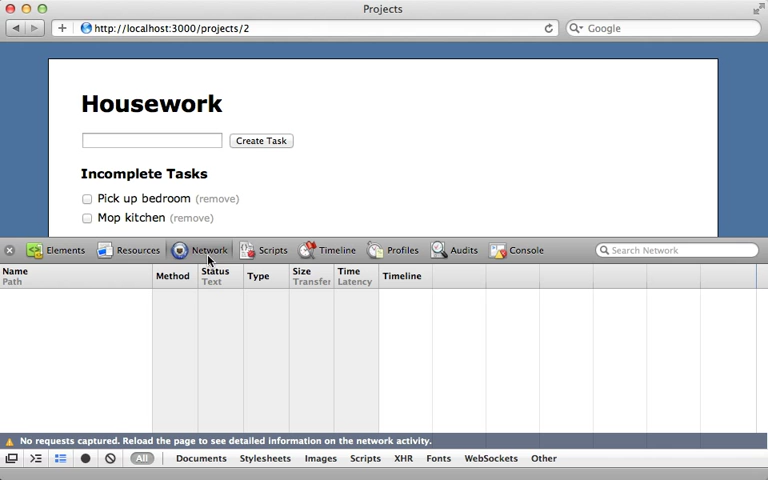 Projects
http://localhost:3000/projects/2
Google
Housework
Create Task
Incomplete Tasks
Pick up bedroom (remove)
Mop kitchen (remove)
Elements Resources Network Scripts Timeline Profiles Audits Console Search Network
Name Method Status Type Size Time Timeline
Path Text Transfer Latency
No requests captured. Reload the page to see detailed information on the network activity.
All Documents Stylesheets Images Scripts XHR Fonts WebSockets Other